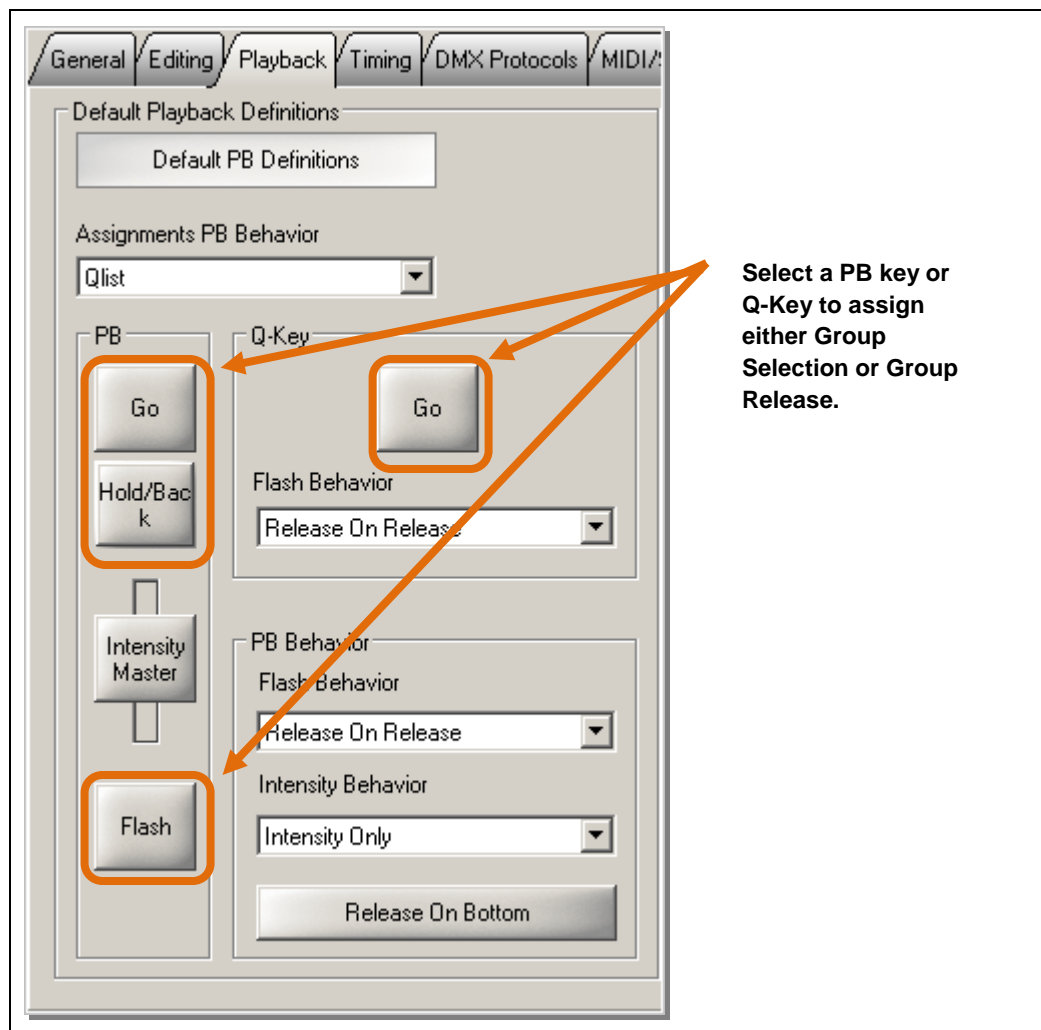 General Editing Playback Timing DMX Protocols MIDI/
Default Playback Definitions
Default PB Definitions
Assignments PB Behavior
Qlist
PB
Q-Key
Go
Go
Hold/Bac
k
Flash Behavior
Release On Release
Intensity
Master
PB Behavior
Flash Behavior
Release On Release
Intensity Behavior
Flash
Intensity Only
Release On Bottom
Select a PB key or
Q-Key to assign
either Group
Selection or Group
Release.